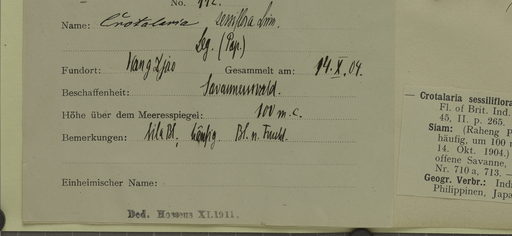 No. 712.
Name: Crotalaria sessiliflora Linn.
Leg. (Pap.)
Fundort: Wang Djao Gesammelt am: 14.X.04.
Beschaffenheit: Savannenwald.
Höhe über dem Meeresspiegel: 100 m.
Bemerkungen: lila Bl., häufig. Bl. u. Frucht.
Einheimischer Name:
Ded. Hosseus XI.1911.
— Crotalaria sessiliflora
Fl. of Brit. Ind.
45, II. p. 265,
Siam: (Raheng P
häufig, um 100 m
14. Okt. 1904.)
offene Savanne,
Nr. 710 a, 713. —
Geogr. Verbr.: Indi
Philippinen, Japa